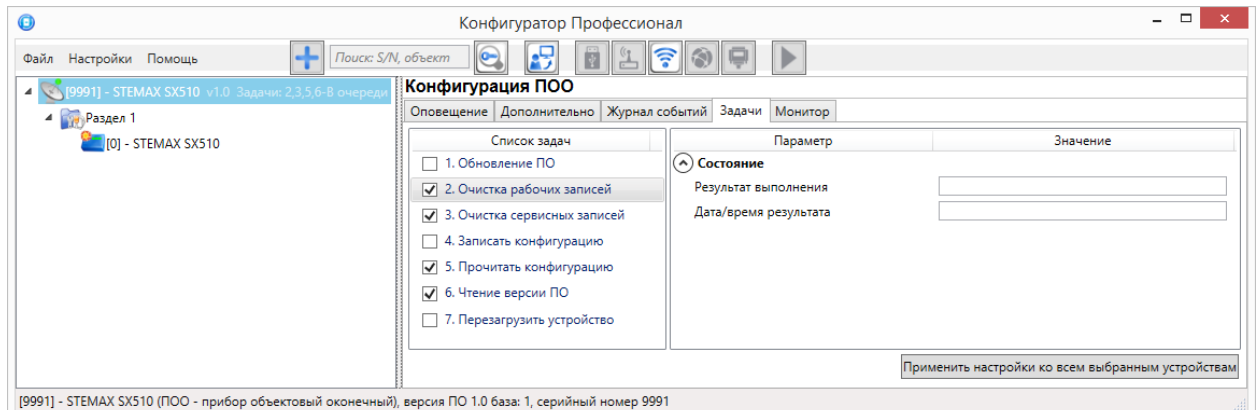 Конфигуратор Профессионал
Файл Настройки Помощь Поиск: S/N, объект
[9991] - STEMAX SX510 v1.0 Задачи: 2,3,5,6-В очереди
Раздел 1
[0] - STEMAX SX510
Конфигурация ПОО
Оповещение Дополнительно Журнал событий Задачи Монитор
Список задач
1. Обновление ПО
2. Очистка рабочих записей
3. Очистка сервисных записей
4. Записать конфигурацию
5. Прочитать конфигурацию
6. Чтение версии ПО
7. Перезагрузить устройство
Параметр Значение
Состояние
Результат выполнения
Дата/время результата
Применить настройки ко всем выбранным устройствам
[9991] - STEMAX SX510 (ПОО - прибор объектовый оконечный), версия ПО 1.0 база: 1, серийный номер 9991